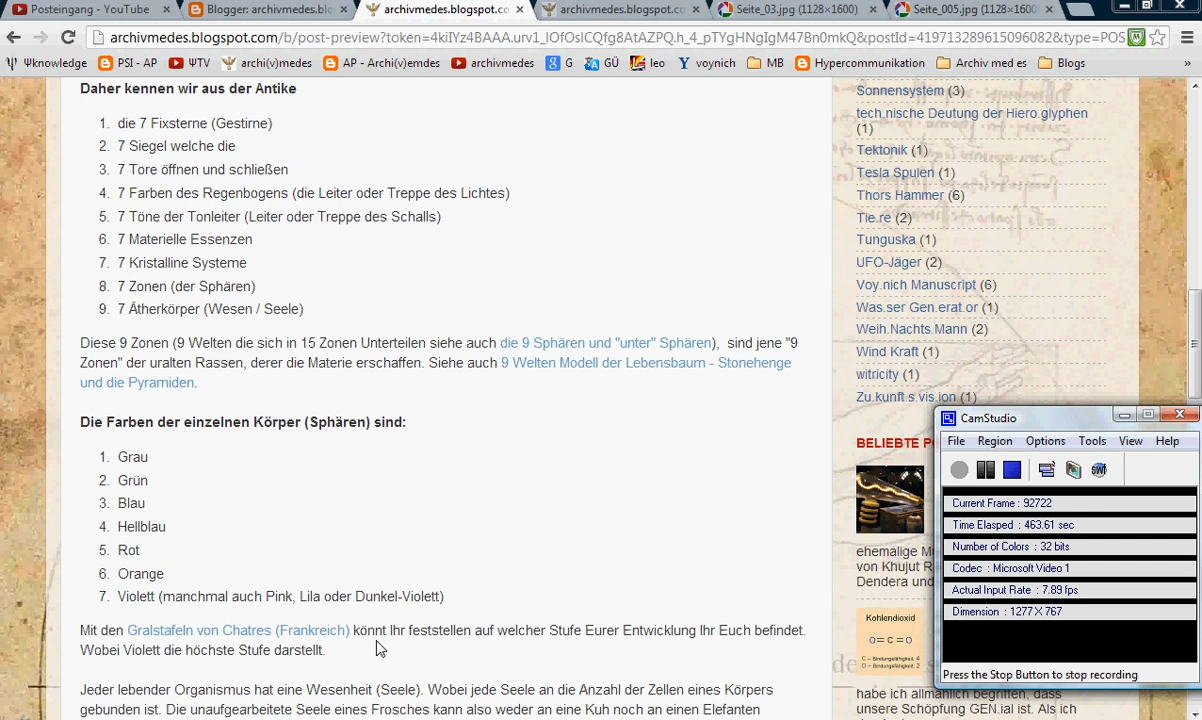 Posteingang - YouTube
Blogger: archivmedes.blo
archivmedes.blogspot.co
archivmedes.blogspot.co
Seite_03.jpg (1128×1600)
Seite_005.jpg (1128×1600)
archivmedes.blogspot.com/b/post-preview?token=4kiIYz4BAAA.urv1_lOfOslCQfg8AtAZPQ.h_4_pTYgHNgIgM47Bn0mkQ&postId=419713289615096082&type=POS
Ψknowledge
PSI - AP
ΨTV
archi(v)medes
AP - Archi(v)emdes
archivmedes
G
GÜ
leo
voynich
MB
Hypercommunikation
Archiv med es
Blogs
»
Daher kennen wir aus der Antike
1. die 7 Fixsterne (Gestirne)
2. 7 Siegel welche die
3. 7 Tore öffnen und schließen
4. 7 Farben des Regenbogens (die Leiter oder Treppe des Lichtes)
5. 7 Töne der Tonleiter (Leiter oder Treppe des Schalls)
6. 7 Materielle Essenzen
7. 7 Kristalline Systeme
8. 7 Zonen (der Sphären)
9. 7 Ätherkörper (Wesen / Seele)
Diese 9 Zonen (9 Welten die sich in 15 Zonen Unterteilen siehe auch die 9 Sphären und "unter" Sphären), sind jene "9
Zonen" der uralten Rassen, derer die Materie erschaffen. Siehe auch 9 Welten Modell der Lebensbaum - Stonehenge
und die Pyramiden.
Die Farben der einzelnen Körper (Sphären) sind:
1. Grau
2. Grün
3. Blau
4. Hellblau
5. Rot
6. Orange
7. Violett (manchmal auch Pink, Lila oder Dunkel-Violett)
Mit den Gralstafeln von Chatres (Frankreich) könnt Ihr feststellen auf welcher Stufe Eurer Entwicklung Ihr Euch befindet.
Wobei Violett die höchste Stufe darstellt.
Jeder lebender Organismus hat eine Wesenheit (Seele). Wobei jede Seele an die Anzahl der Zellen eines Körpers
gebunden ist. Die unaufgearbeitete Seele eines Frosches kann also weder an eine Kuh noch an einen Elefanten
Sonnensystem (3)
tech.nische Deutung der Hiero.glyphen
(1)
Tektonik (1)
Tesla Spulen (1)
Thors Hammer (6)
Tie.re (2)
Tunguska (1)
UFO-Jäger (2)
Voy.nich Manuscript (6)
Was.ser Gen.erat.or (1)
Weih.Nachts.Mann (2)
Wind Kraft (1)
witricity (1)
Zu.kunft s.vis.ion (1)
BELIEBTE P
ehemalige M
von Khujut R
Dendera und
Kohlendioxid
O=C=O
C – Bindungsfähigkeit: 4
O – Bindungsfähigkeit: 2
habe ich allmählich begriffen, dass
unsere Schöpfung GEN.ial ist. Als ich
CamStudio
File Region Options Tools View Help
SWF
Current Frame : 92722
Time Elasped : 463.61 sec
Number of Colors : 32 bits
Codec : Microsoft Video 1
Actual Input Rate : 7.89 fps
Dimension : 1277 X 767
Press the Stop Button to stop recording